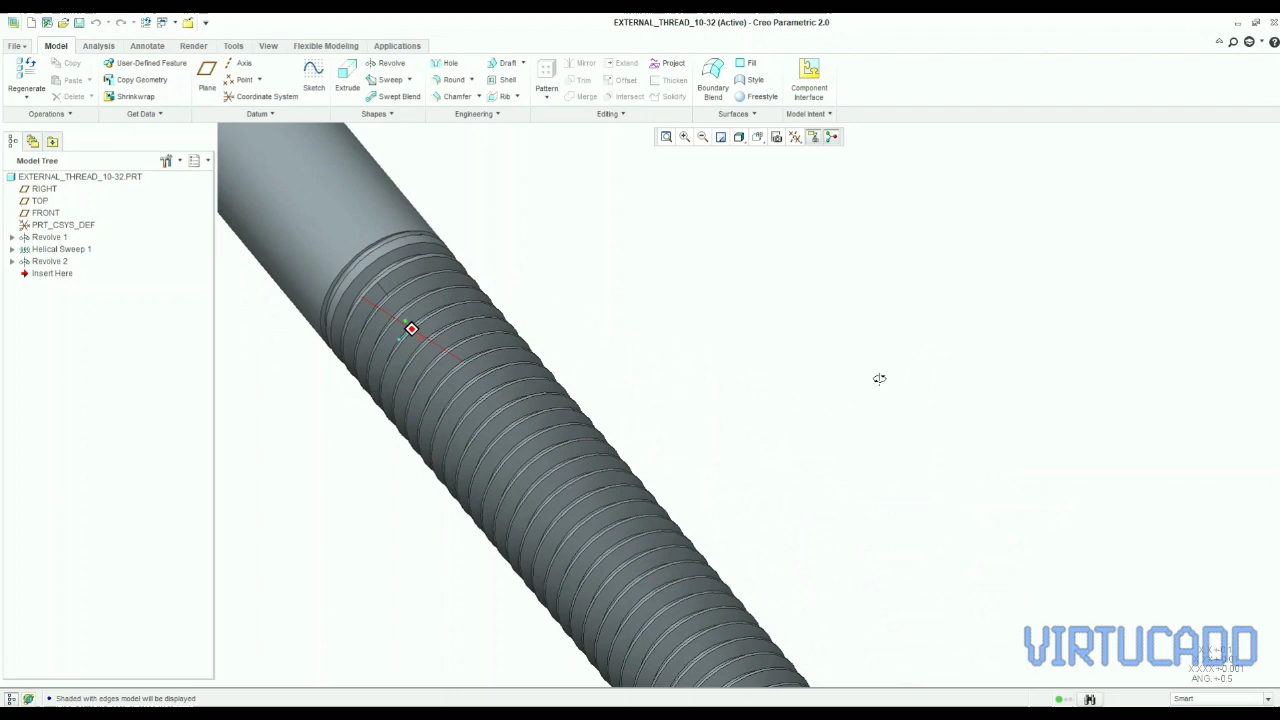 EXTERNAL_THREAD_10-32 (Active) - Creo Parametric 2.0
File Model Analysis Annotate Render Tools View Flexible Modeling Applications
Regenerate
Copy
Paste
Delete
User-Defined Feature
Copy Geometry
Shrinkwrap
Plane
Axis
Point
Coordinate System
Sketch
Extrude
Revolve
Sweep
Swept Blend
Hole
Round
Chamfer
Draft
Shell
Rib
Pattern
Mirror
Trim
Merge
Extend
Offset
Intersect
Project
Thicken
Solidify
Boundary
Blend
Fill
Style
Freestyle
Component
Interface
Operations Get Data Datum Shapes Engineering Editing Surfaces Model Intent
Model Tree
EXTERNAL_THREAD_10-32.PRT
RIGHT
TOP
FRONT
PRT_CSYS_DEF
Revolve 1
Helical Sweep 1
Revolve 2
Insert Here
VIRTUCADD
ANG. +-0.5
Shaded with edges model will be displayed
Smart